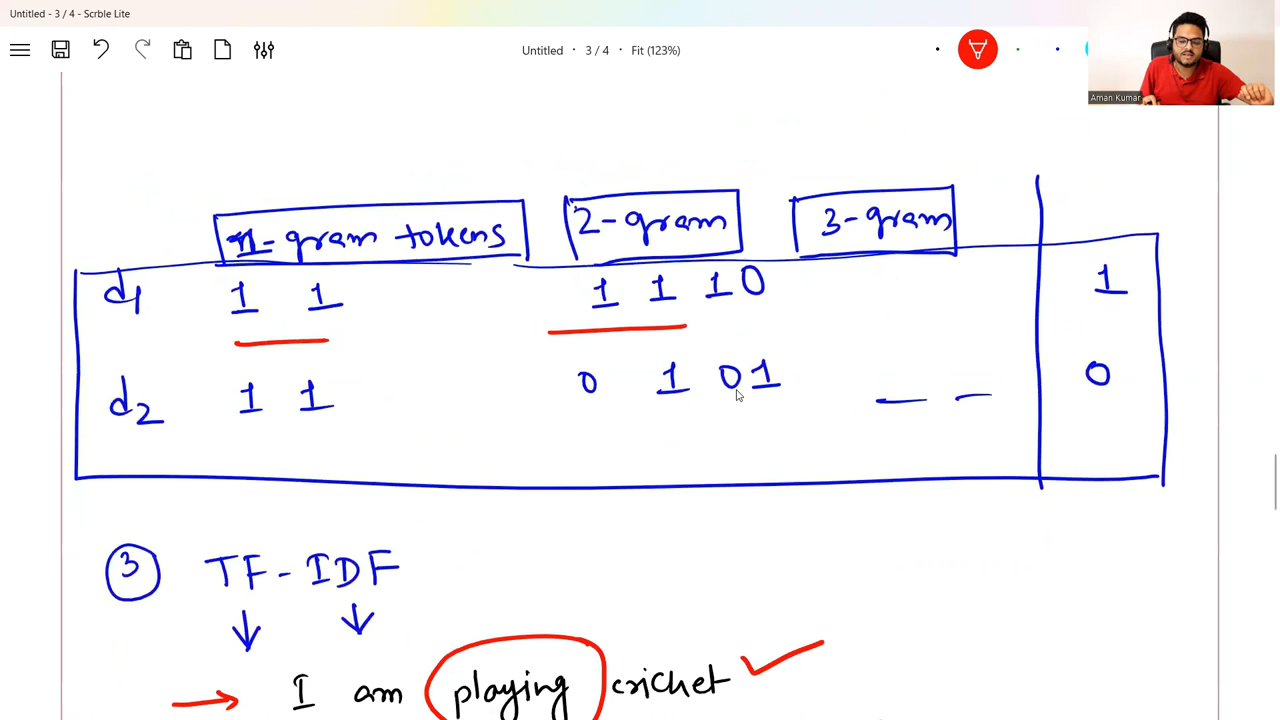 Untitled - 3 / 4 - Scrble Lite
Untitled • 3 / 4 • Fit (123%)
Aman Kumar
n-gram tokens 2-gram 3-gram
d1 1 1 1 1 1 0 1
d2 1 1 0 1 0 1 — — 0
3 TF-IDF
I am playing cricket